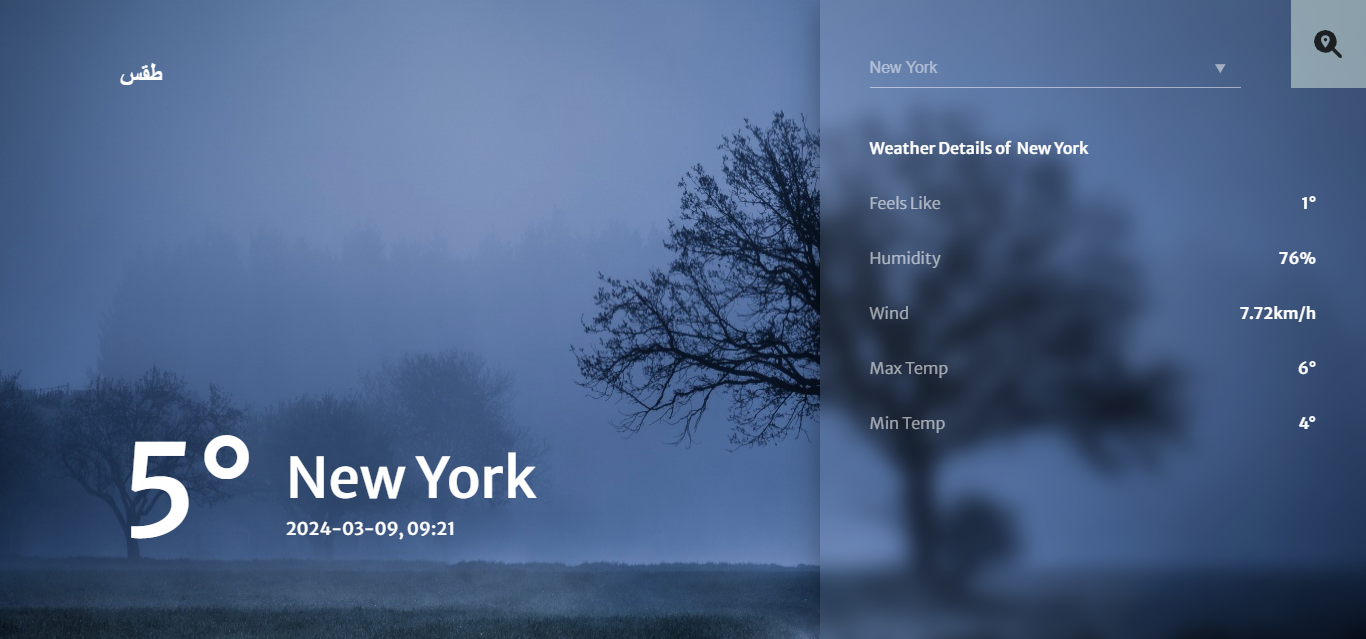 طقس
5°
New York
2024-03-09, 09:21
New York
Weather Details of New York
Feels Like 1°
Humidity 76%
Wind 7.72km/h
Max Temp 6°
Min Temp 4°